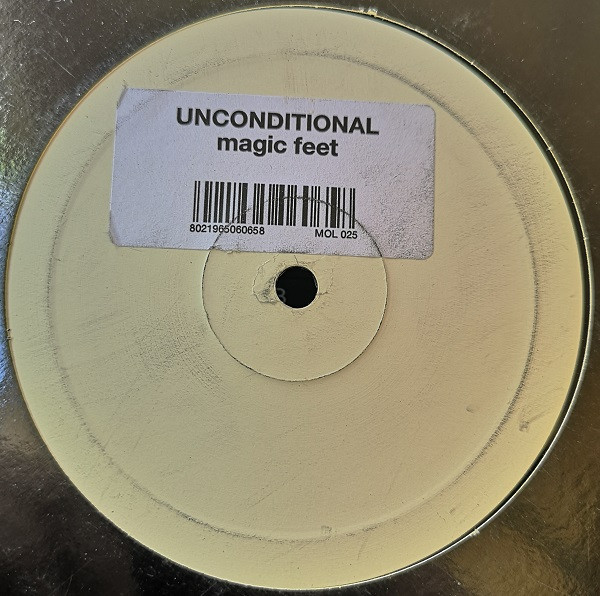 UNCONDITIONAL
magic feet
8021965060658 MOL 025